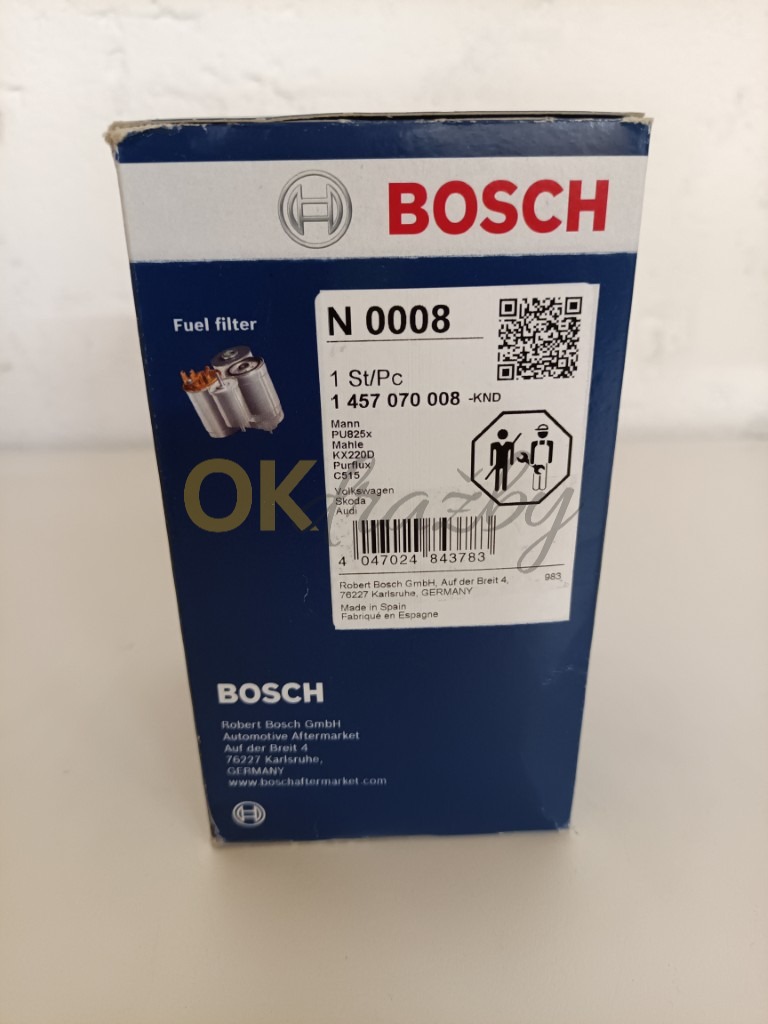 BOSCH
Fuel filter
N 0008
1 St/Pc
1 457 070 008 -KND
Mann
PU825x
Mahle
KX220D
Purflux
C515
Volkswagen
Skoda
Audi
OKdražby
4 047024 843783
Robert Bosch GmbH, Auf der Breit 4, 983
76227 Karlsruhe, GERMANY
Made in Spain
Fabriqué en Espagne
BOSCH
Robert Bosch GmbH
Automotive Aftermarket
Auf der Breit 4
76227 Karlsruhe,
GERMANY
www.boschaftermarket.com